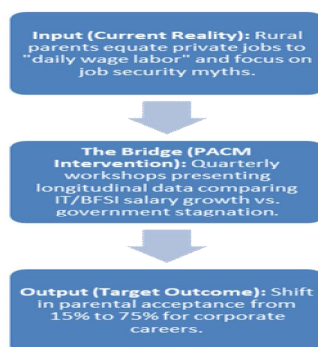 Input (Current Reality): Rural
parents equate private jobs to
"daily wage labor" and focus on
job security myths.
The Bridge (PACM
Intervention): Quarterly
workshops presenting
longitudinal data comparing
IT/BFSI salary growth vs.
government stagnation.
Output (Target Outcome): Shift
in parental acceptance from
15% to 75% for corporate
careers.